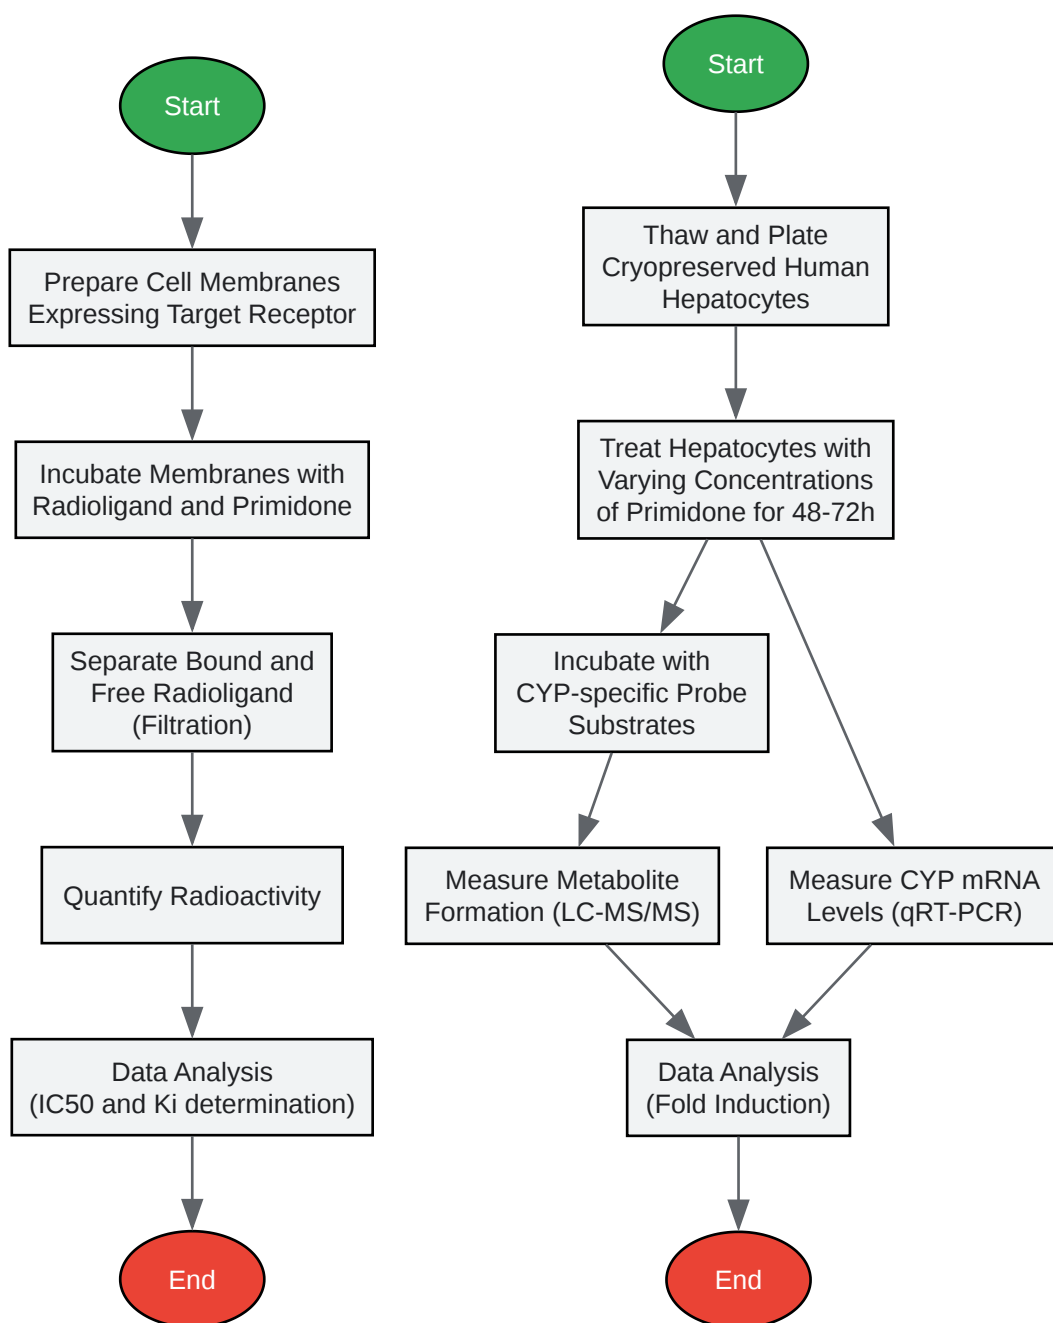 Start
Prepare Cell Membranes
Expressing Target Receptor
Incubate Membranes with
Radioligand and Primidone
Separate Bound and
Free Radioligand
(Filtration)
Quantify Radioactivity
Data Analysis
(IC50 and Ki determination)
End
Start
Thaw and Plate
Cryopreserved Human
Hepatocytes
Treat Hepatocytes with
Varying Concentrations
of Primidone for 48-72h
Incubate with
CYP-specific Probe
Substrates
Measure Metabolite
Formation (LC-MS/MS)
Measure CYP mRNA
Levels (qRT-PCR)
Data Analysis
(Fold Induction)
End